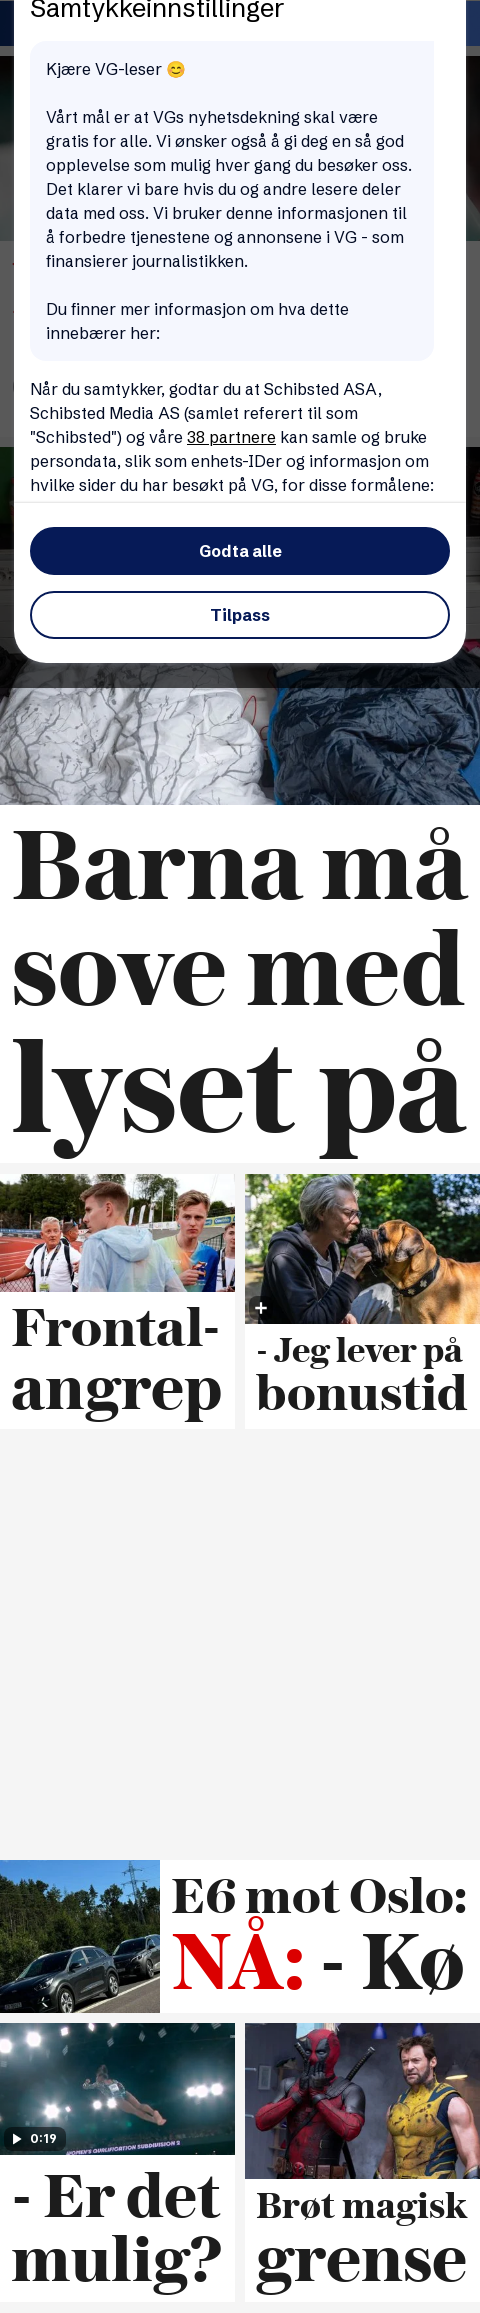 Samtykkeinnstillinger
Kjære VG-leser 😊
Vårt mål er at VGs nyhetsdekning skal være
gratis for alle. Vi ønsker også å gi deg en så god
opplevelse som mulig hver gang du besøker oss.
Det klarer vi bare hvis du og andre lesere deler
data med oss. Vi bruker denne informasjonen til
å forbedre tjenestene og annonsene i VG - som
finansierer journalistikken.
Du finner mer informasjon om hva dette
innebærer her:
Når du samtykker, godtar du at Schibsted ASA,
Schibsted Media AS (samlet referert til som
"Schibsted") og våre 38 partnere kan samle og bruke
persondata, slik som enhets-IDer og informasjon om
hvilke sider du har besøkt på VG, for disse formålene:
Godta alle
Tilpass
Barna må
sove med
lyset på
Frontal-
angrep
- Jeg lever på
bonustid
E6 mot Oslo:
NÅ: - Kø
0:19
WOMEN'S QUALIFICATION SUBDIVISION 2
- Er det
mulig?
Brøt magisk
grense